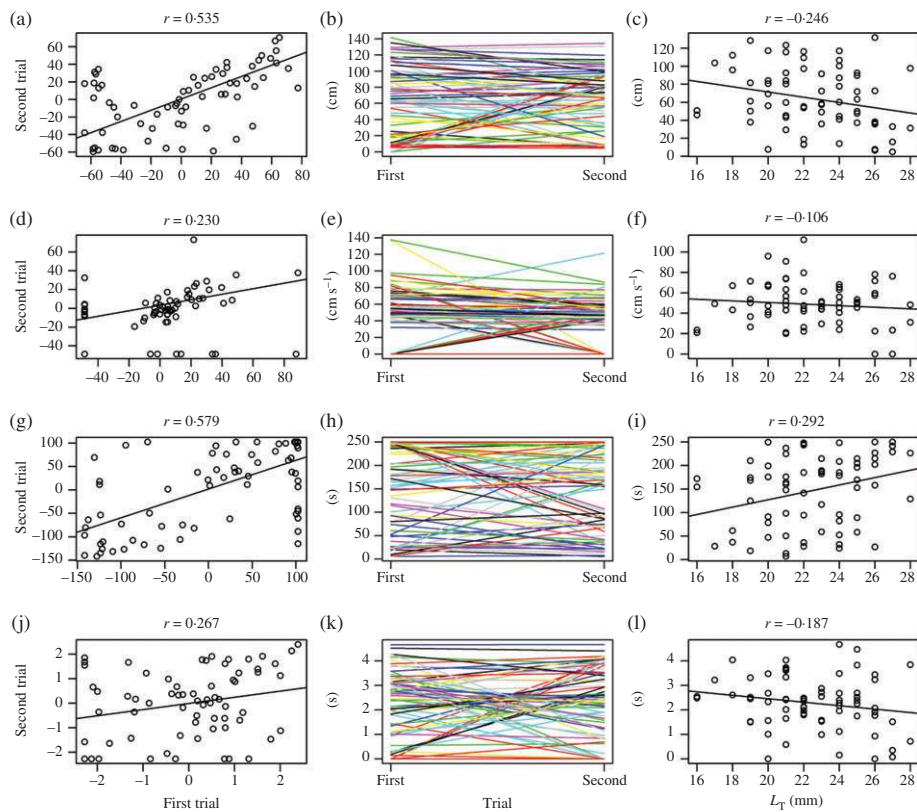 (a) r = 0·535 (b) (c) r = –0·246
Second trial
60
40
20
0
–20
–40
–60
–60 –40 –20 0 20 40 60 80
(cm)
140
120
100
80
60
40
20
0
First Second
(cm)
120
100
80
60
40
20
0
16 18 20 22 24 26 28
(d) r = 0·230 (e) (f) r = –0·106
Second trial
60
40
20
0
–20
–40
–40 –20 0 20 40 60 80
(cm s–1)
140
120
100
80
60
40
20
0
First Second
(cm s–1)
100
80
60
40
20
0
16 18 20 22 24 26 28
(g) r = 0·579 (h) (i) r = 0·292
Second trial
100
50
0
–50
–100
–150
–150 –100 –50 0 50 100
(s)
250
200
150
100
50
0
First Second
(s)
250
200
150
100
50
0
16 18 20 22 24 26 28
(j) r = 0·267 (k) (l) r = –0·187
Second trial
2
1
0
–1
–2
–2 –1 0 1 2
First trial
(s)
4
3
2
1
0
First Second
Trial
(s)
4
3
2
1
0
16 18 20 22 24 26 28
LT (mm)